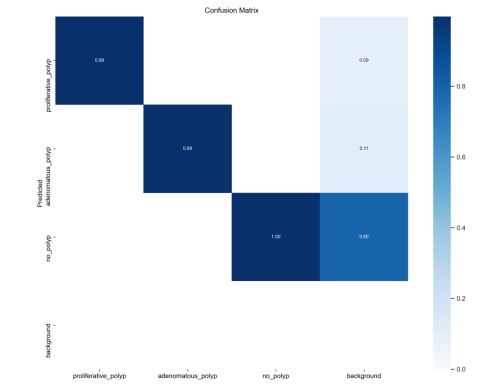 Confusion Matrix
Predicted
proliferative_polyp
adenomatous_polyp
no_polyp
background
0.99
0.09
0.99
0.11
1.00
0.80
proliferative_polyp
adenomatous_polyp
no_polyp
background
0.8
0.6
0.4
0.2
0.0